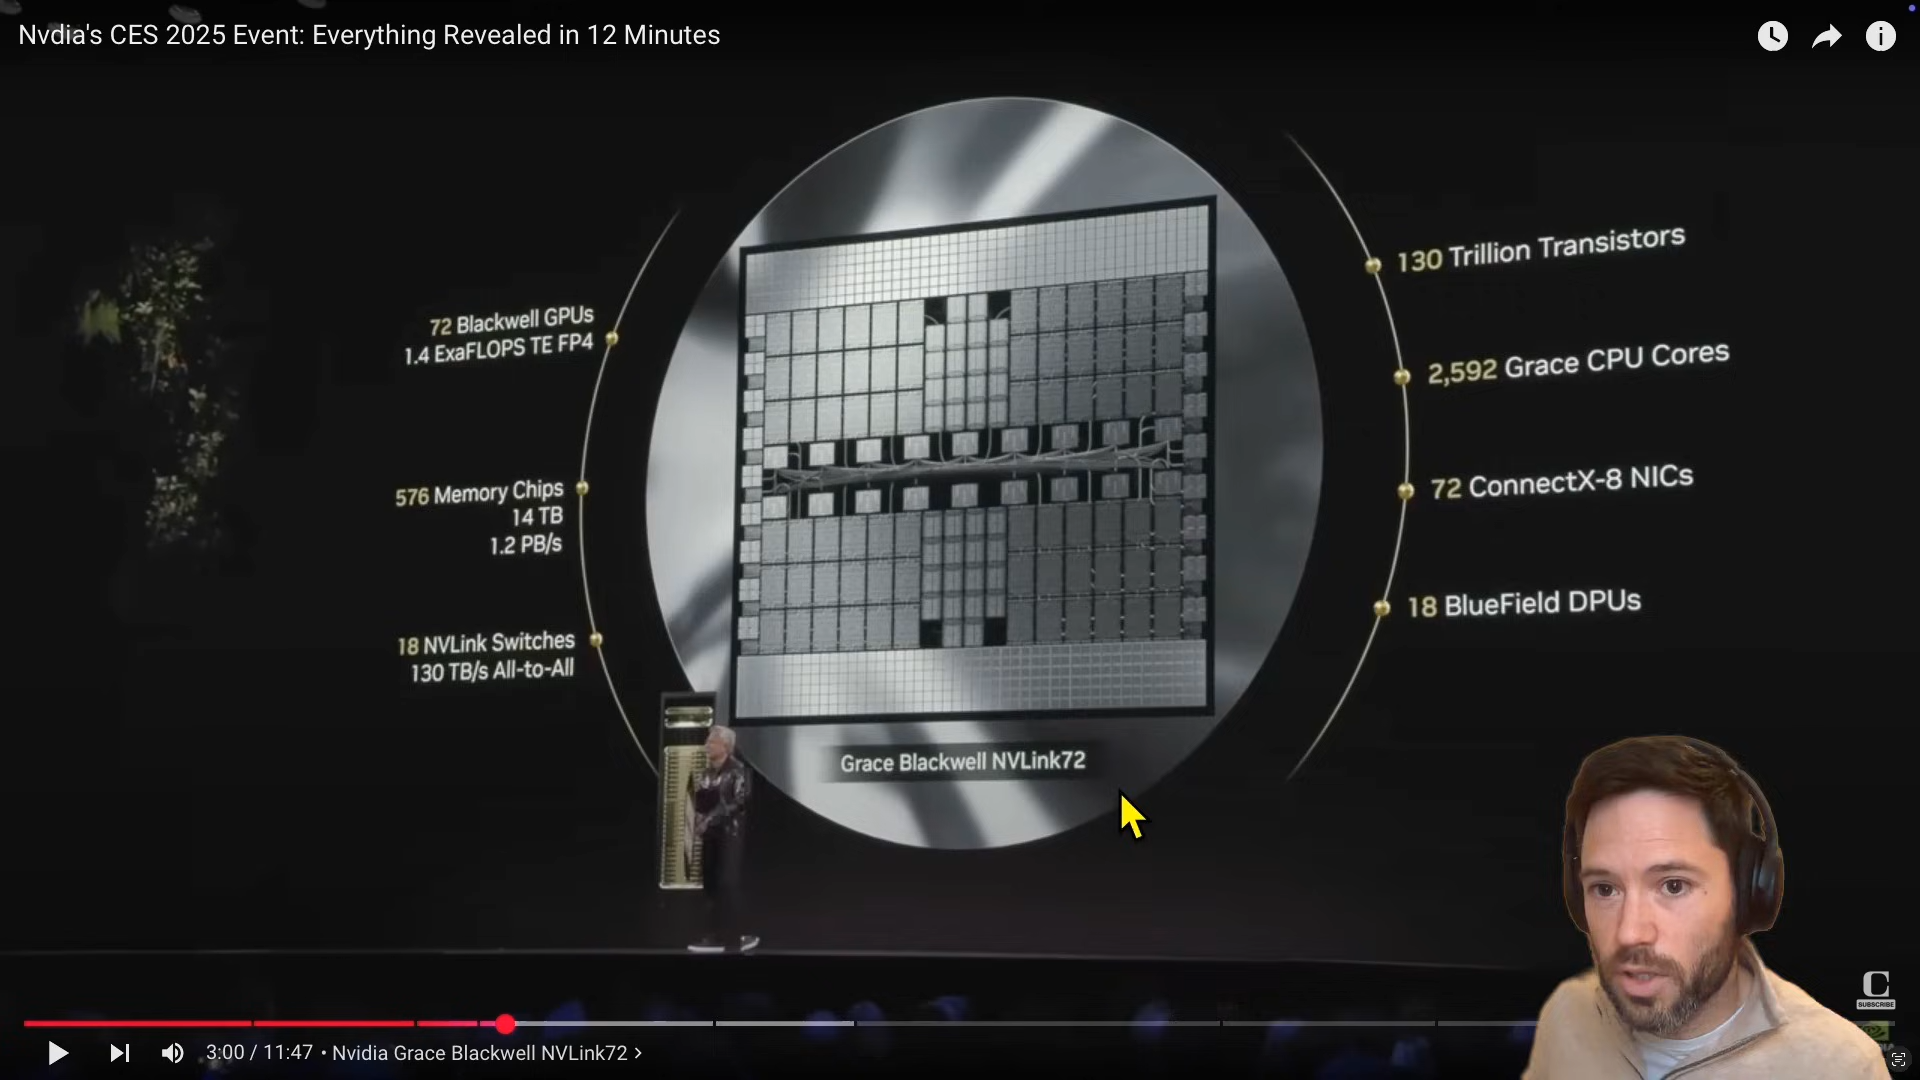 Nvdia's CES 2025 Event: Everything Revealed in 12 Minutes
72 Blackwell GPUs
1.4 ExaFLOPS TE FP4
576 Memory Chips
14 TB
1.2 PB/s
18 NVLink Switches
130 TB/s All-to-All
130 Trillion Transistors
2,592 Grace CPU Cores
72 ConnectX-8 NICs
18 BlueField DPUs
Grace Blackwell NVLink72
C
SUBSCRIBE
3:00 / 11:47 • Nvidia Grace Blackwell NVLink72 >